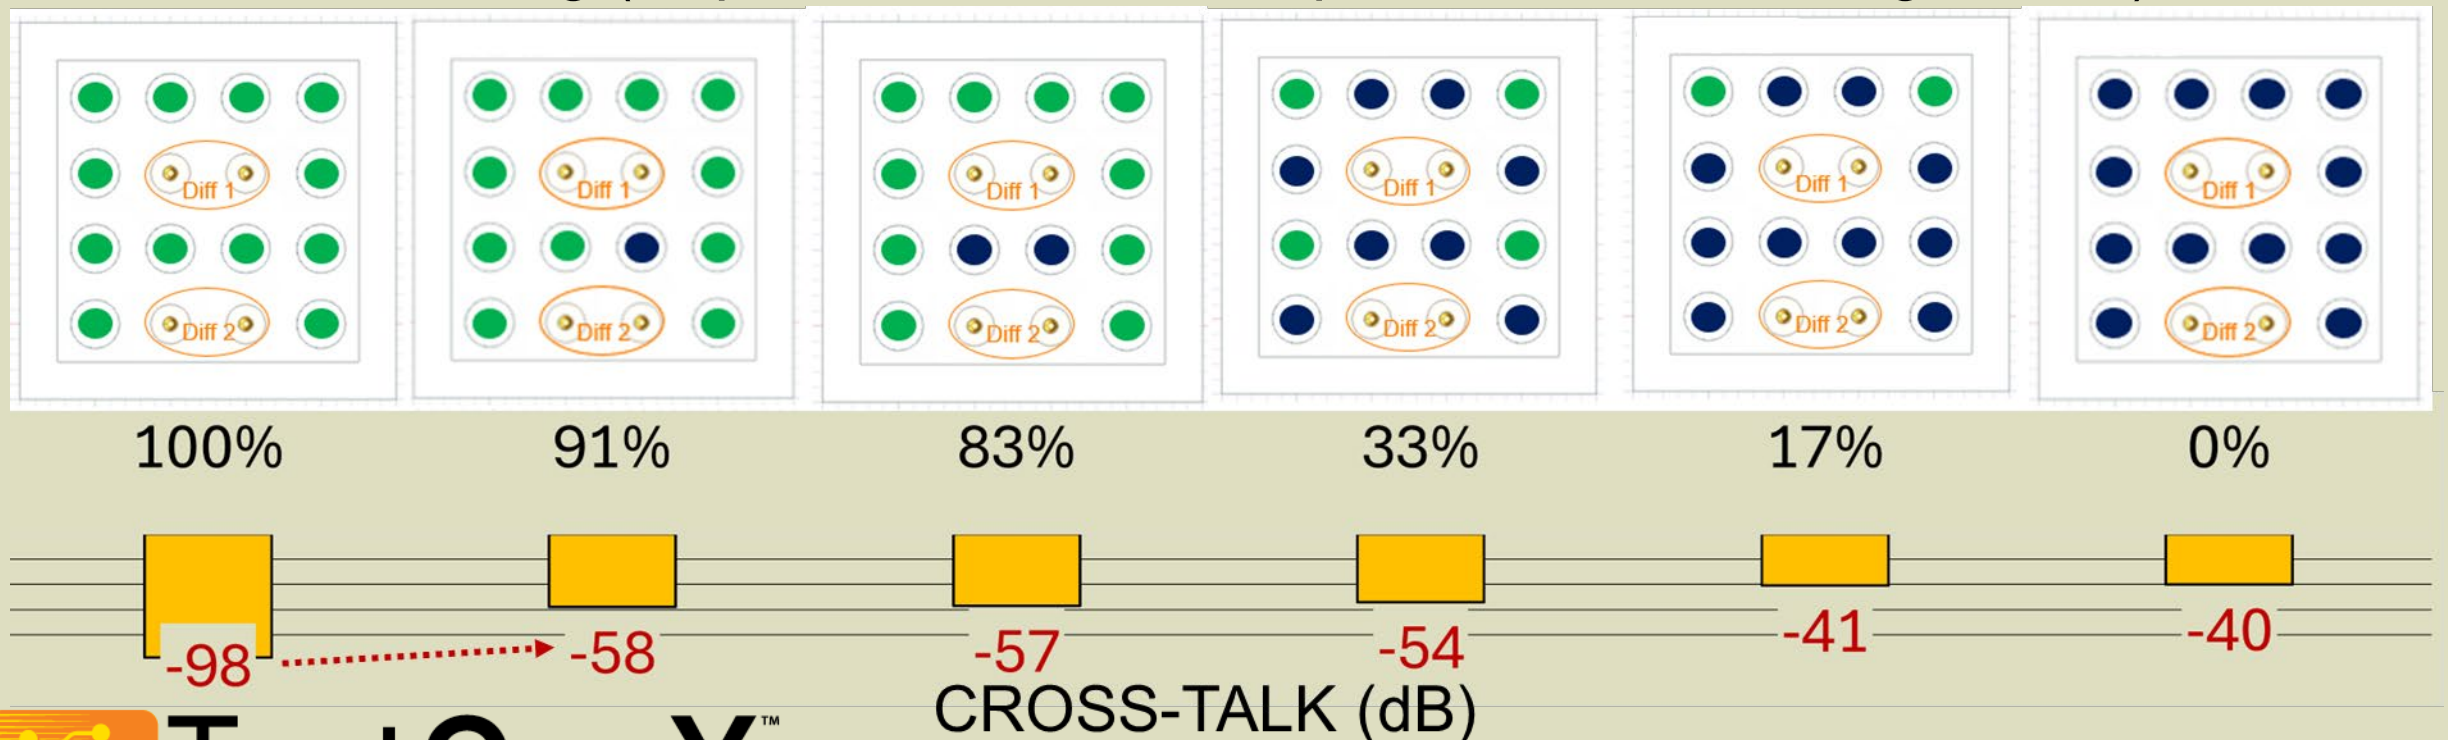 Diff 1 Diff 1 Diff 1 Diff 1 Diff 1 Diff 1
Diff 2 Diff 2 Diff 2 Diff 2 Diff 2 Diff 2
100% 91% 83% 33% 17% 0%
-98 -58 -57 -54 -41 -40
CROSS-TALK (dB)
™